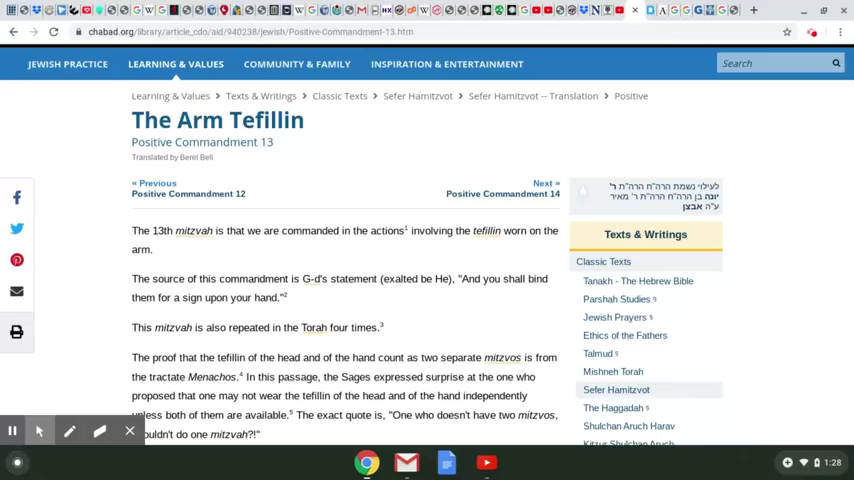 chabad.org/library/article_cdo/aid/940238/jewish/Positive-Commandment-13.htm
JEWISH PRACTICE LEARNING & VALUES COMMUNITY & FAMILY INSPIRATION & ENTERTAINMENT Search
Learning & Values > Texts & Writings > Classic Texts > Sefer Hamitzvot > Sefer Hamitzvot -- Translation > Positive
The Arm Tefillin
Positive Commandment 13
Translated by Berel Bell
« Previous
Positive Commandment 12
Next »
Positive Commandment 14
The 13th mitzvah is that we are commanded in the actions1 involving the tefillin worn on the
arm.
The source of this commandment is G-d's statement (exalted be He), "And you shall bind
them for a sign upon your hand."2
This mitzvah is also repeated in the Torah four times.3
The proof that the tefillin of the head and of the hand count as two separate mitzvos is from
the tractate Menachos.4 In this passage, the Sages expressed surprise at the one who
proposed that one may not wear the tefillin of the head and of the hand independently
unless both of them are available.5 The exact quote is, "One who doesn't have two mitzvos,
wouldn't do one mitzvah?!"
לעילוי נשמת הרה"ח הרה"ת ר'
יונה בן הרה"ח הרה"ת ר' מאיר
ע"ה אבצן
Texts & Writings
Classic Texts
Tanakh - The Hebrew Bible
Parshah Studies
Jewish Prayers
Ethics of the Fathers
Talmud
Mishneh Torah
Sefer Hamitzvot
The Haggadah
Shulchan Aruch Harav
Kitzur Shulchan Aruch
1:28